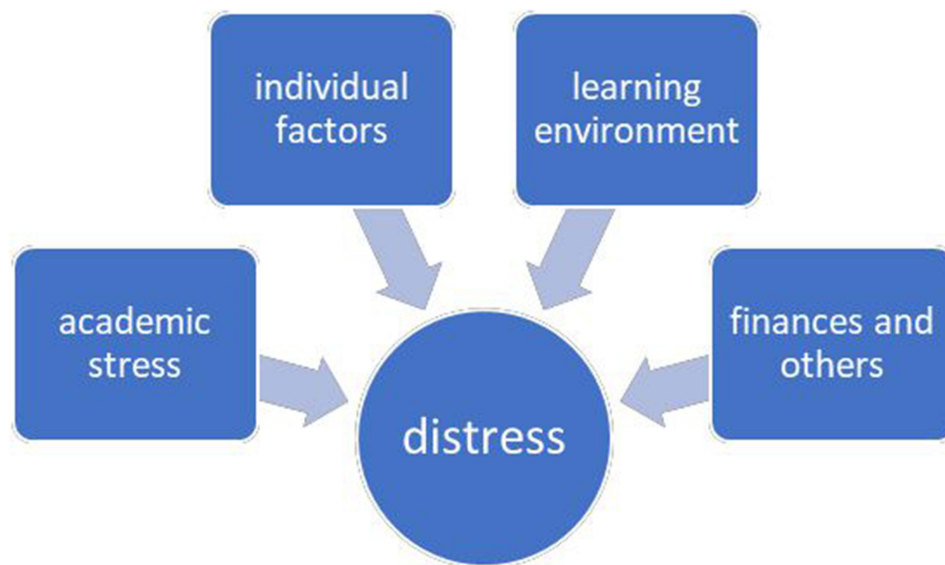 individual
factors
learning
environment
academic
stress
finances and
others
distress